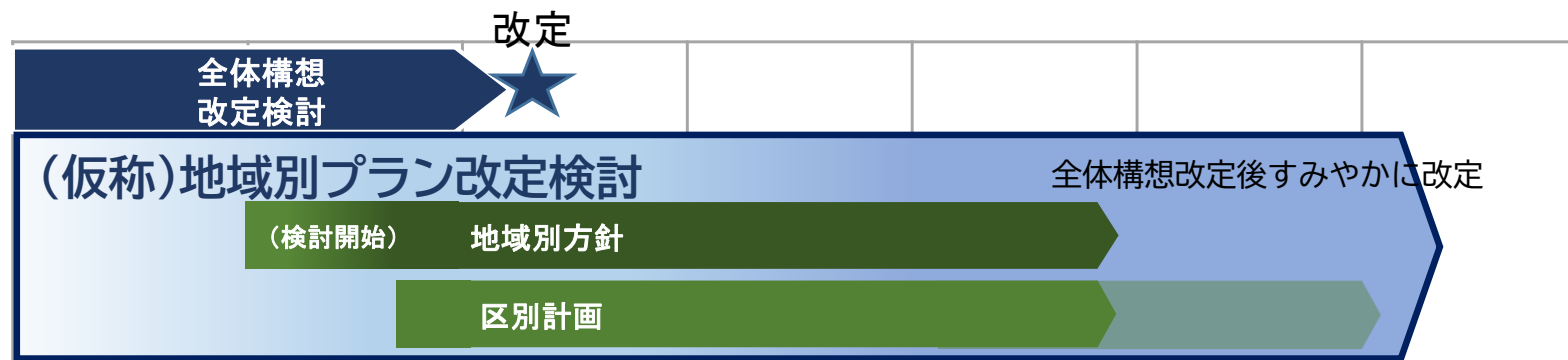 改定
全体構想
改定検討
（仮称）地域別プラン改定検討
全体構想改定後すみやかに改定
（検討開始）
地域別方針
区別計画